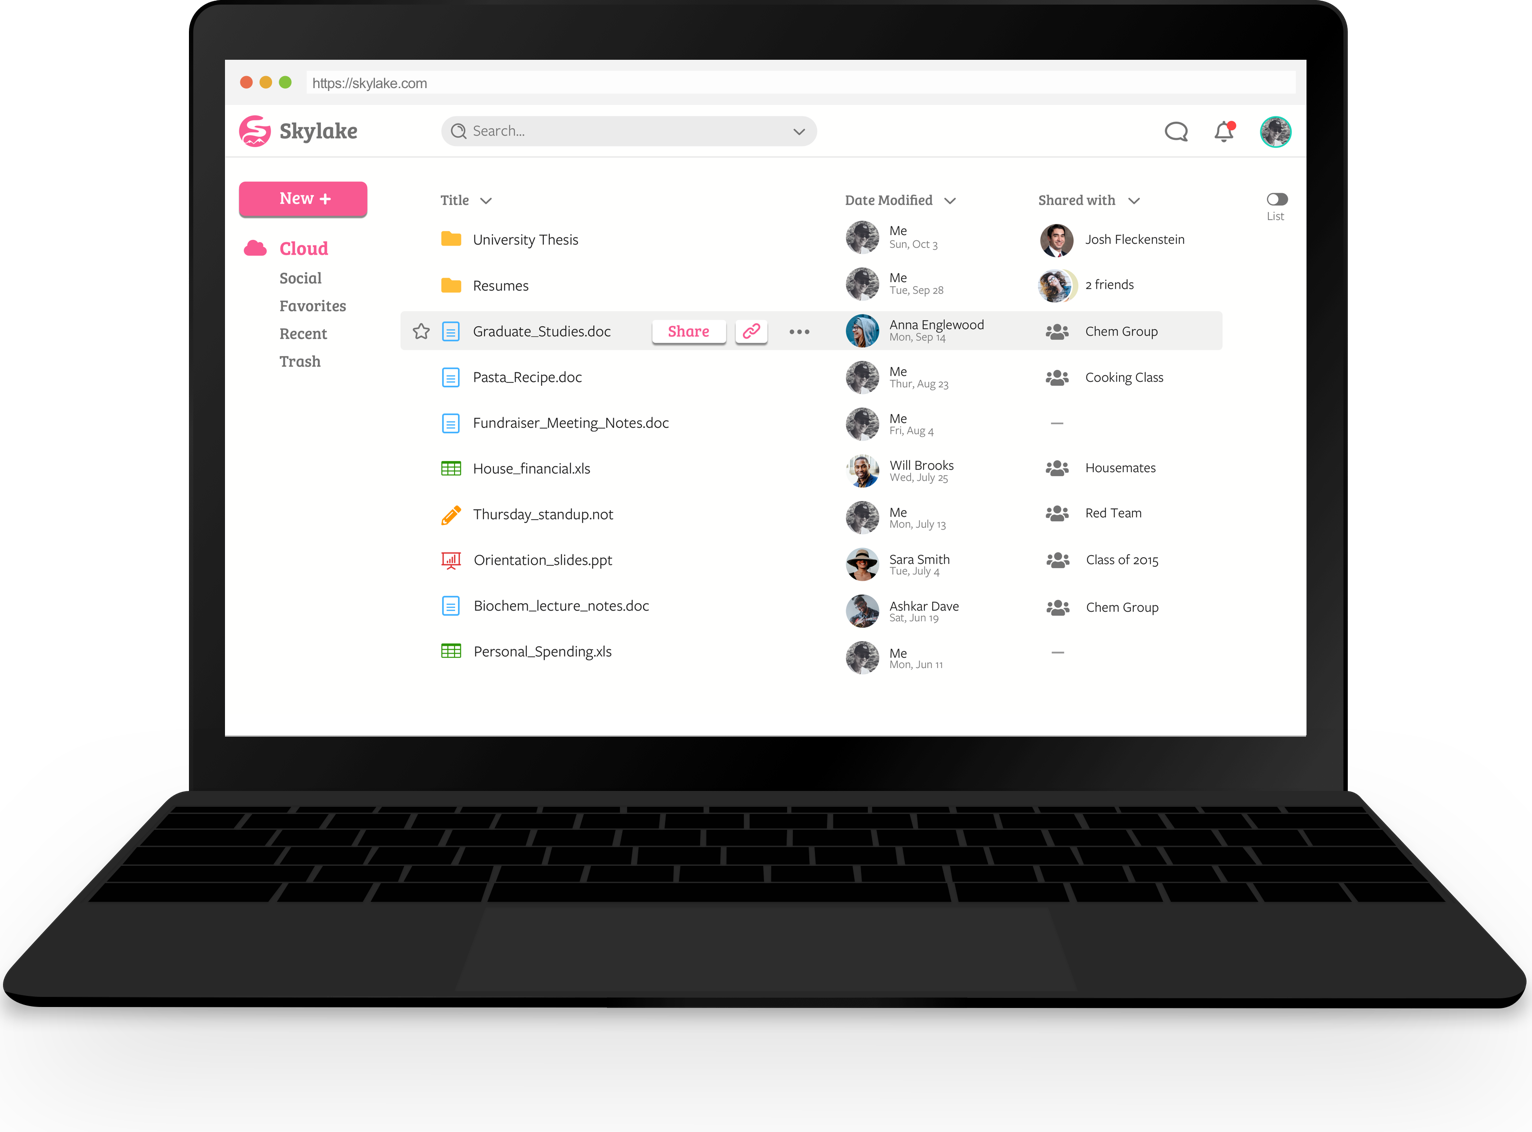 https://skylake.com
Skylake
Search...
New +
Cloud
Social
Favorites
Recent
Trash
Title
Date Modified
Shared with
List
University Thesis
Me
Sun, Oct 3
Josh Fleckenstein
Resumes
Me
Tue, Sep 28
2 friends
Graduate_Studies.doc
Share
Anna Englewood
Mon, Sep 14
Chem Group
Pasta_Recipe.doc
Me
Thur, Aug 23
Cooking Class
Fundraiser_Meeting_Notes.doc
Me
Fri, Aug 4
—
House_financial.xls
Will Brooks
Wed, July 25
Housemates
Thursday_standup.not
Me
Mon, July 13
Red Team
Orientation_slides.ppt
Sara Smith
Tue, July 4
Class of 2015
Biochem_lecture_notes.doc
Ashkar Dave
Sat, Jun 19
Chem Group
Personal_Spending.xls
Me
Mon, Jun 11
—